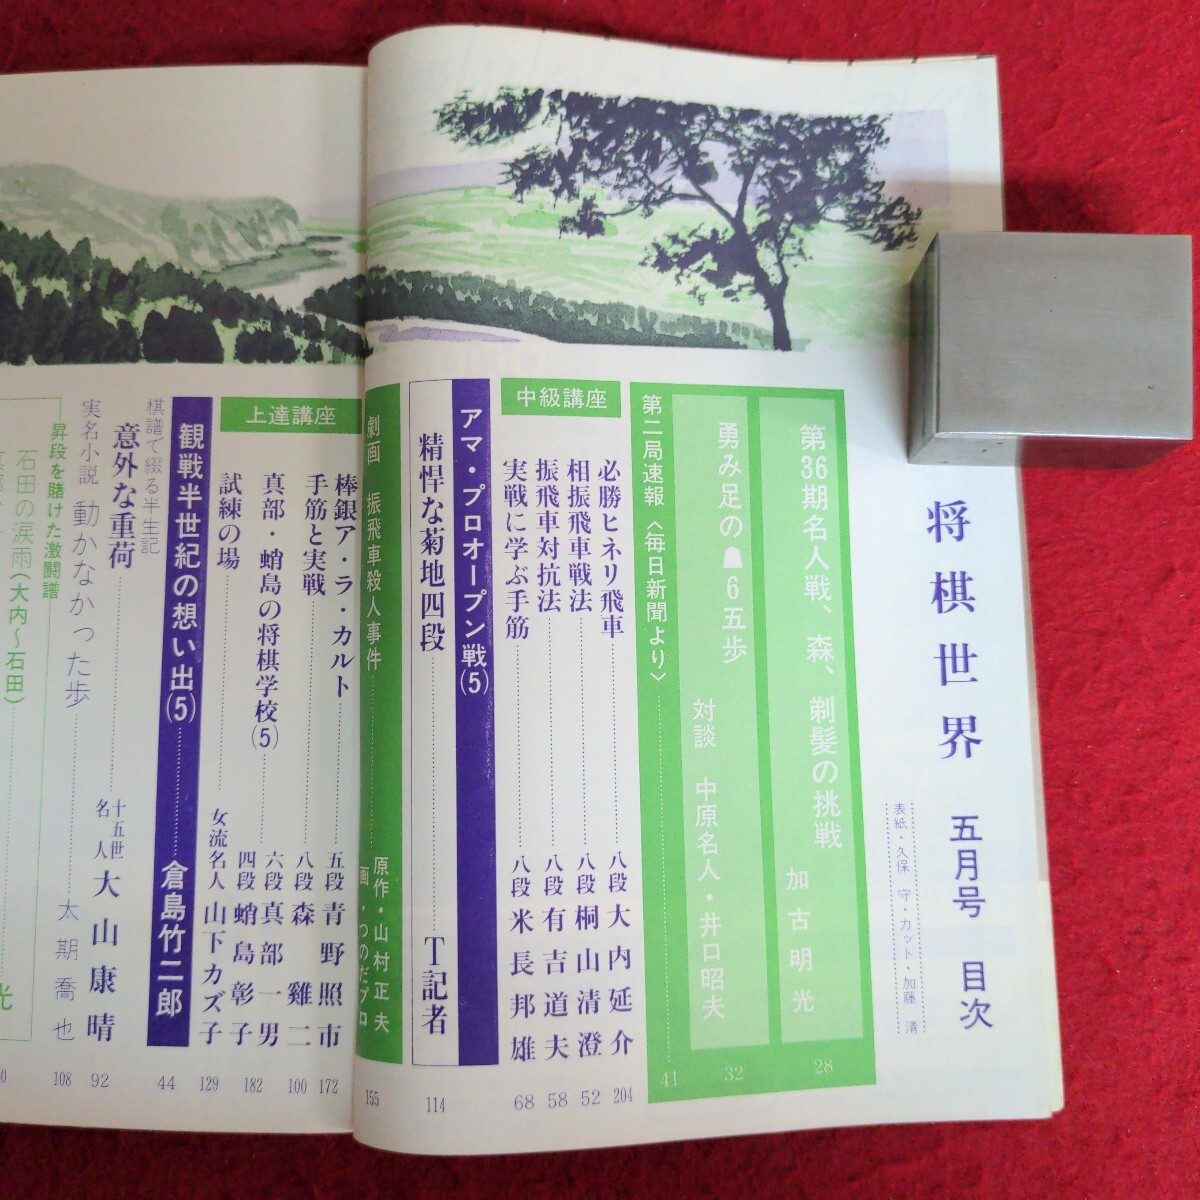 将棋世界 五月号 目次
表紙・久保 守・カット・加藤 清
第36期名人戦、森、剃髪の挑戦 加古明光 28
勇み足の☗6五歩 対談 中原名人・井口昭夫 32
第二局速報〈毎日新聞より〉 41
中級講座
必勝ヒネリ飛車 八段 大内延介 204
相振飛車戦法 八段 桐山清澄 52
振飛車対抗法 八段 有吉道夫 58
実戦に学ぶ手筋 八段 米長邦雄 68
アマ・プロオープン戦(5)
精悍な菊地四段 T記者 114
劇画 振飛車殺人事件 原作・山村正夫 画・つのだプロ 155
上達講座
棒銀ア・ラ・カルト 五段 青野照市 172
手筋と実戦 八段 森 雞二 100
真部・蛸島の将棋学校(5) 六段 真部一男 四段 蛸島彰子 182
試練の場 女流名人 山下カズ子 129
観戦半世紀の想い出(5) 倉島竹二郎 44
棋譜で綴る半生記
意外な重荷 十五世名人 大山康晴 92
実名小説 動かなかった歩 太期喬也 108
昇段を賭けた激闘譜
石田の涙雨(大内〜石田)
光